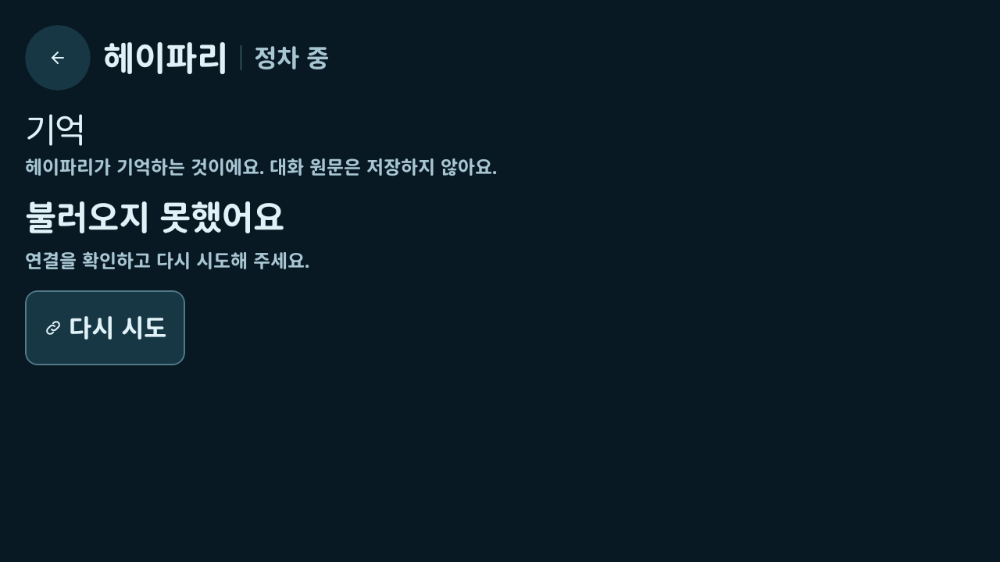 헤이파리
정차 중
기억
헤이파리가 기억하는 것이에요. 대화 원문은 저장하지 않아요.
불러오지 못했어요
연결을 확인하고 다시 시도해 주세요.
다시 시도